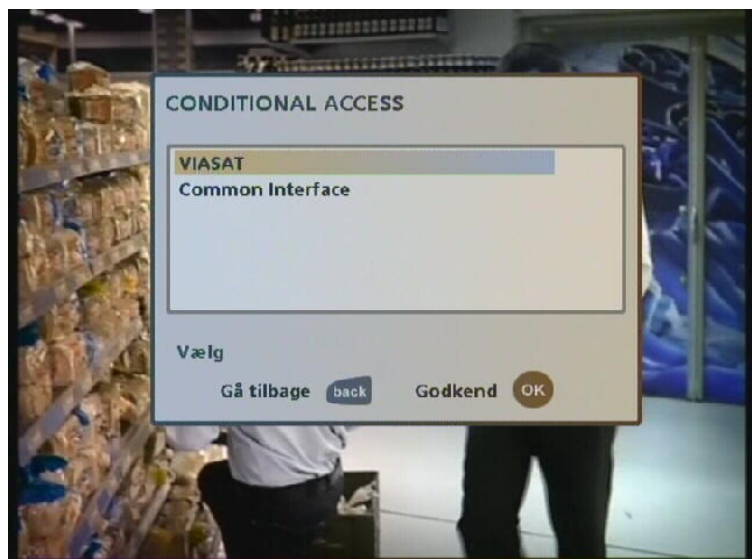 CONDITIONAL ACCESS
VIASAT
Common Interface
Vælg
Gå tilbage back Godkend OK